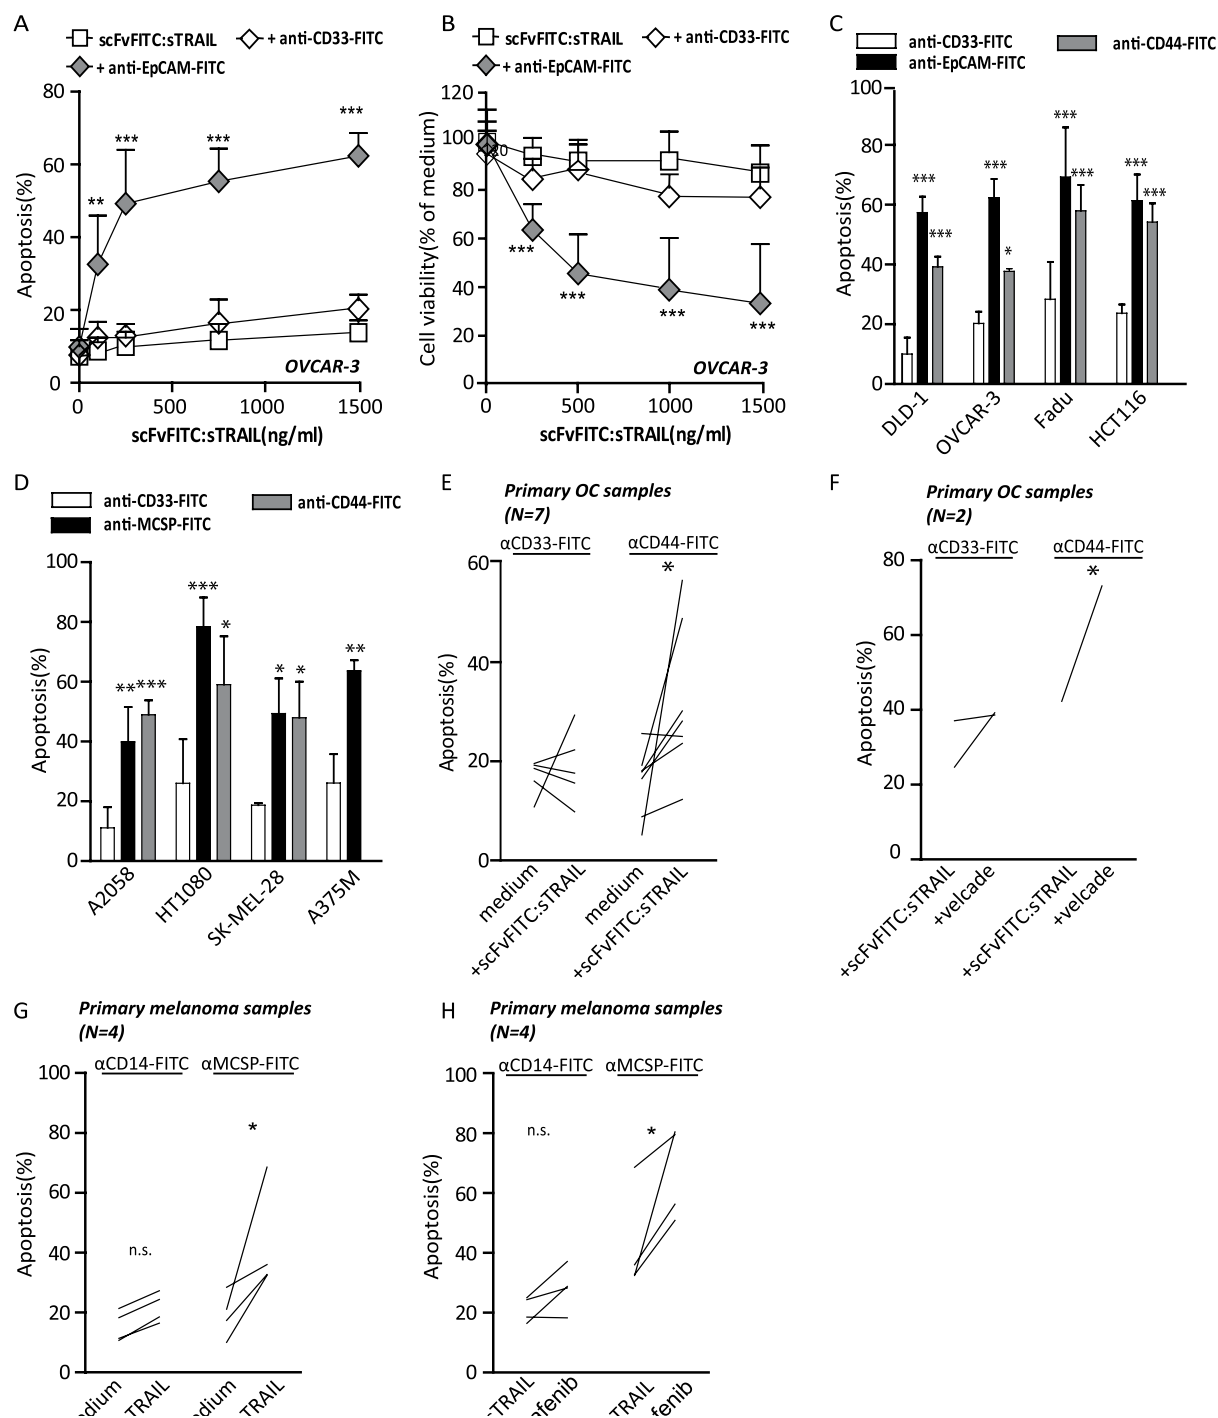 A
scFvFITC:sTRAIL
+ anti-CD33-FITC
+ anti-EpCAM-FITC
80
60
40
20
0
Apoptosis(%)
**
***
***
***
OVCAR-3
0
500
1000
1500
scFvFITC:sTRAIL(ng/ml)
B
scFvFITC:sTRAIL
+ anti-CD33-FITC
+ anti-EpCAM-FITC
120
100
80
60
40
20
0
Cell viability(% of medium)
***
***
***
***
OVCAR-3
0
500
1000
1500
scFvFITC:sTRAIL(ng/ml)
C
anti-CD33-FITC
anti-CD44-FITC
anti-EpCAM-FITC
100
80
60
40
20
0
Apoptosis(%)
***
***
***
*
***
***
***
***
DLD-1
OVCAR-3
Fadu
HCT116
D
anti-CD33-FITC
anti-CD44-FITC
anti-MCSP-FITC
100
80
60
40
20
0
Apoptosis(%)
**
***
***
*
*
*
**
A2058
HT1080
SK-MEL-28
A375M
E
Primary OC samples
(N=7)
αCD33-FITC
αCD44-FITC
60
40
20
0
Apoptosis(%)
*
medium
+scFvFITC:sTRAIL
medium
+scFvFITC:sTRAIL
F
Primary OC samples
(N=2)
αCD33-FITC
αCD44-FITC
80
60
40
20
0
Apoptosis(%)
*
+scFvFITC:sTRAIL
+velcade
+scFvFITC:sTRAIL
+velcade
G
Primary melanoma samples
(N=4)
αCD14-FITC
αMCSP-FITC
100
80
60
40
20
0
Apoptosis(%)
n.s.
*
H
Primary melanoma samples
(N=4)
αCD14-FITC
αMCSP-FITC
100
80
60
40
20
0
Apoptosis(%)
n.s.
*